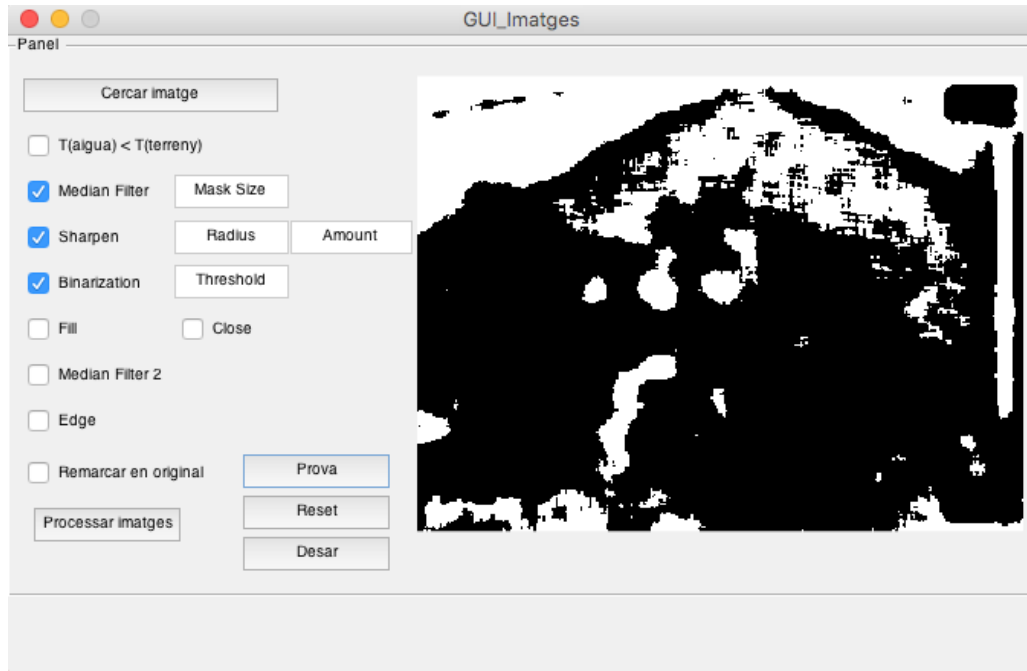 GUI_Imatges
Panel
Cercar imatge
T(aigua) < T(terreny)
Median Filter Mask Size
Sharpen Radius Amount
Binarization Threshold
Fill Close
Median Filter 2
Edge
Remarcar en original Prova
Processar imatges Reset
Desar